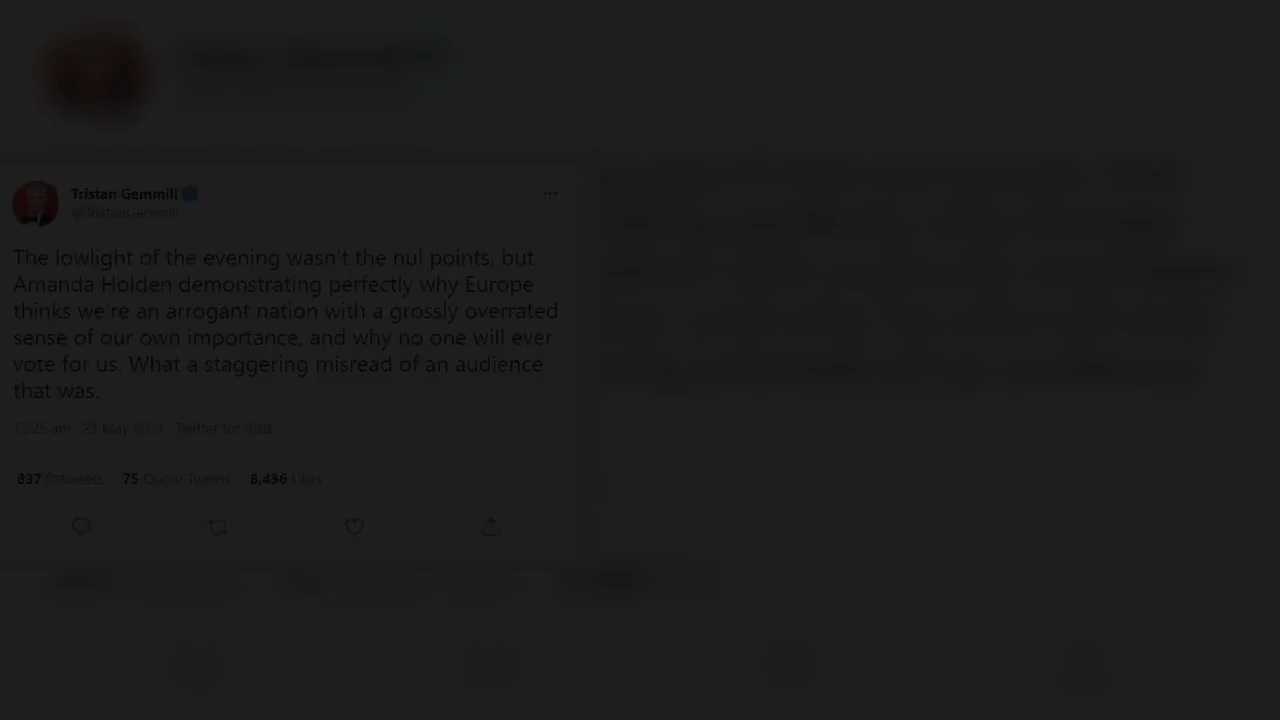 Tristan Gemmill
@TristanGemmill
The lowlight of the evening wasn't the nul points, but
Amanda Holden demonstrating perfectly why Europe
thinks we're an arrogant nation with a grossly overrated
sense of our own importance, and why no one will ever
vote for us. What a staggering misread of an audience
that was.
23 May 2021 · Twitter for iPad
837 Retweets 75 Quote Tweets 8,436 Likes